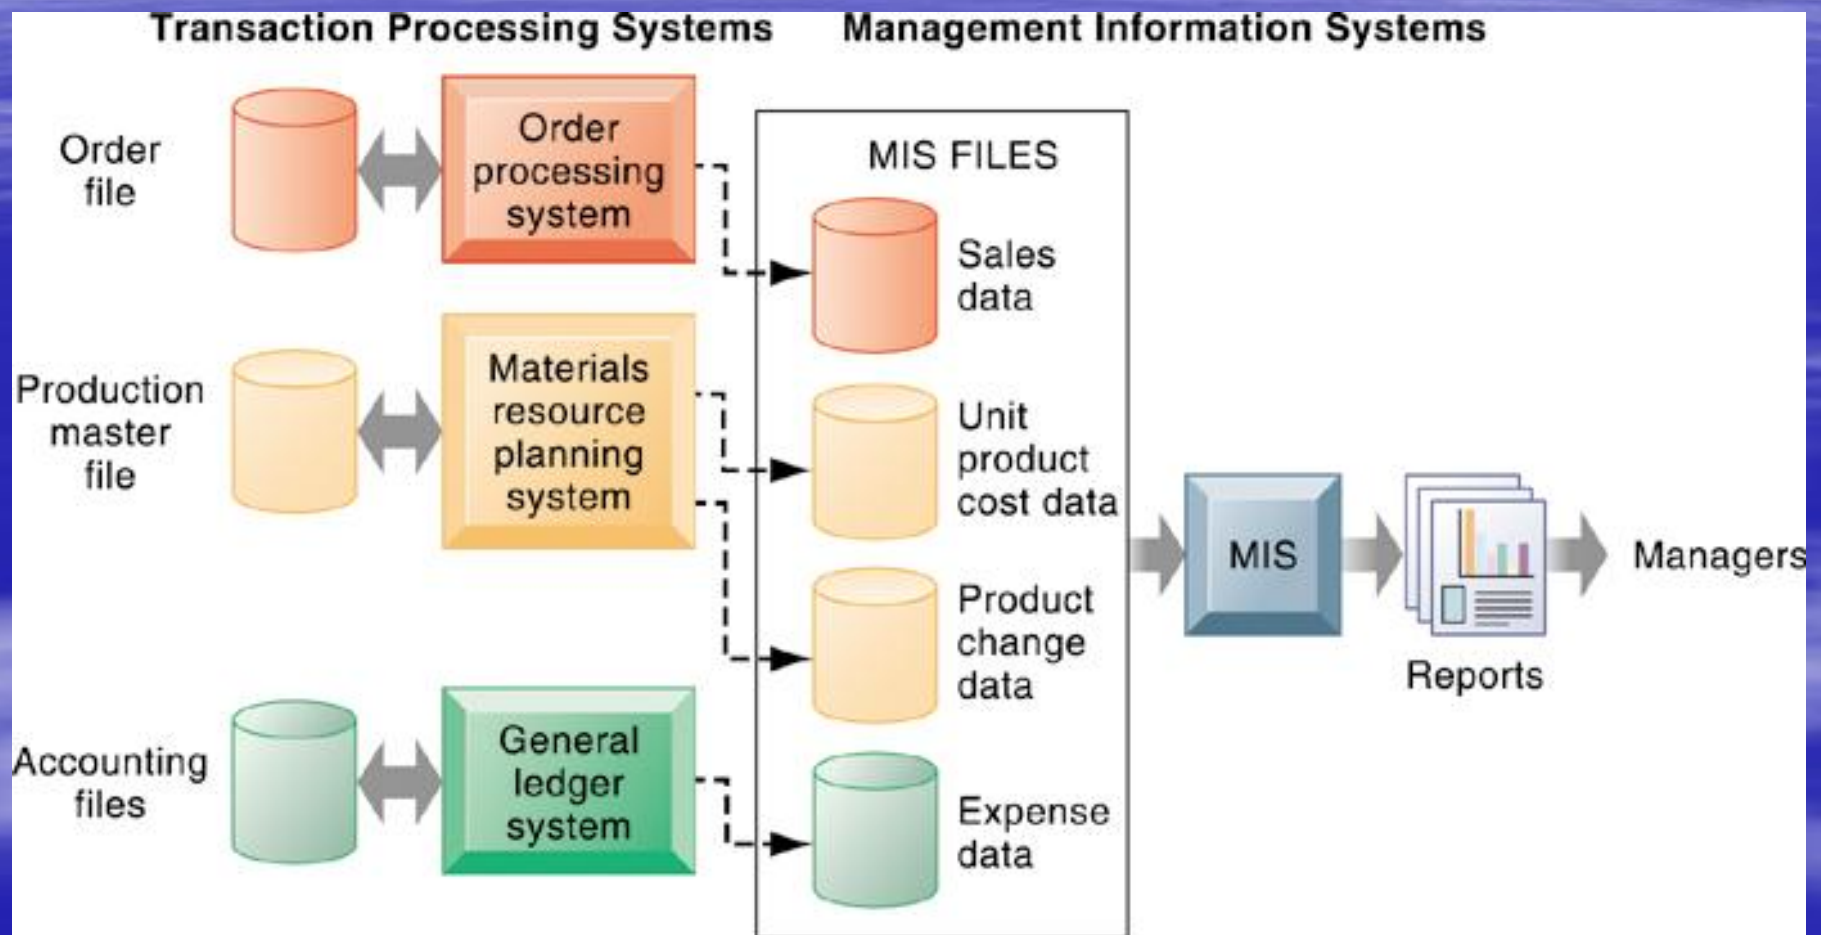 Transaction Processing Systems
Management Information Systems
Order
file
Order
processing
system
MIS FILES
Sales
data
Production
master
file
Materials
resource
planning
system
Unit
product
cost data
Product
change
data
MIS
Reports
Managers
Accounting
files
General
ledger
system
Expense
data